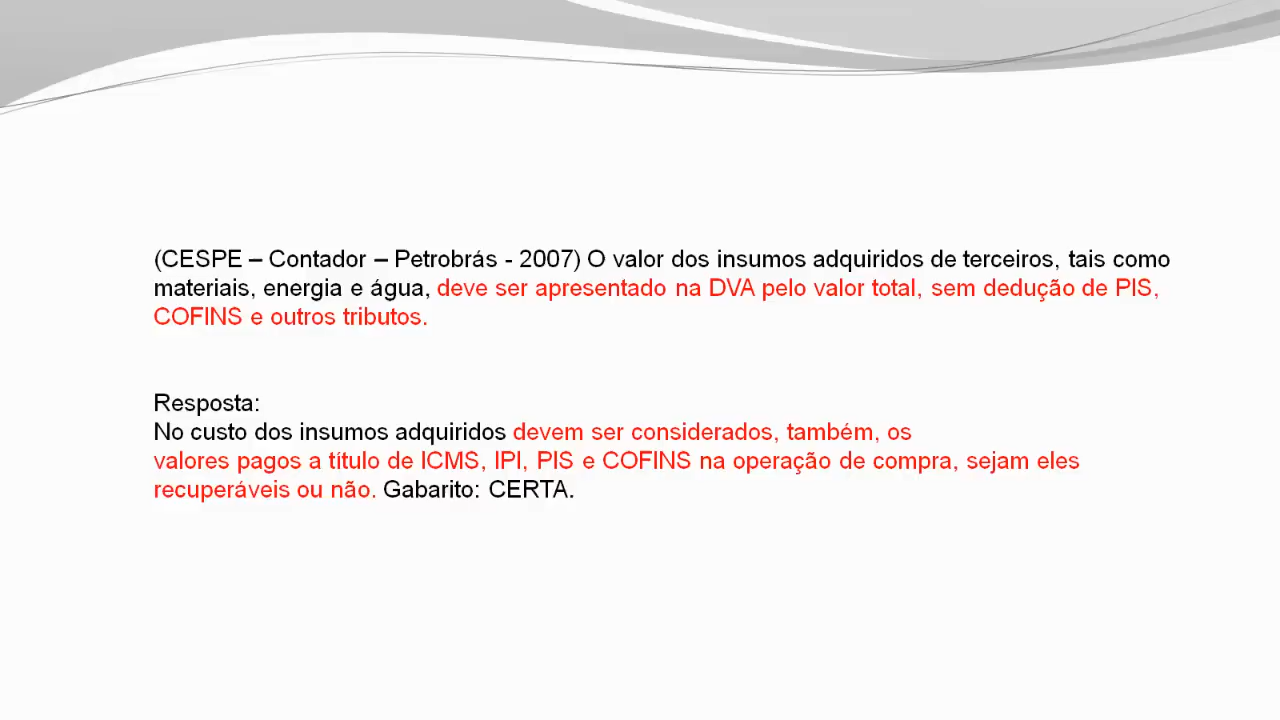 (CESPE – Contador – Petrobrás - 2007) O valor dos insumos adquiridos de terceiros, tais como
materiais, energia e água, deve ser apresentado na DVA pelo valor total, sem dedução de PIS,
COFINS e outros tributos.
Resposta:
No custo dos insumos adquiridos devem ser considerados, também, os
valores pagos a título de ICMS, IPI, PIS e COFINS na operação de compra, sejam eles
recuperáveis ou não. Gabarito: CERTA.